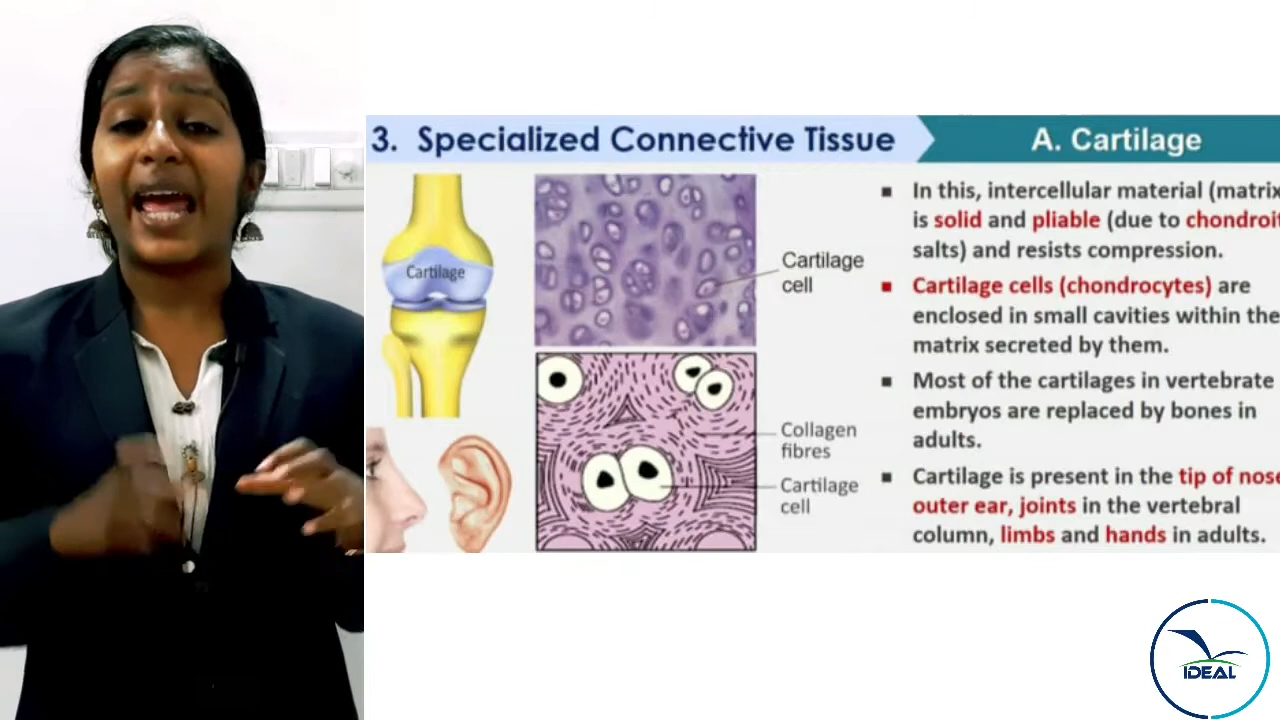 3. Specialized Connective Tissue
A. Cartilage
Cartilage
Cartilage
cell
Collagen
fibres
Cartilage
cell
▪ In this, intercellular material (matrix
is solid and pliable (due to chondroit
salts) and resists compression.
▪ Cartilage cells (chondrocytes) are
enclosed in small cavities within the
matrix secreted by them.
▪ Most of the cartilages in vertebrate
embryos are replaced by bones in
adults.
▪ Cartilage is present in the tip of nose
outer ear, joints in the vertebral
column, limbs and hands in adults.
IDEAL